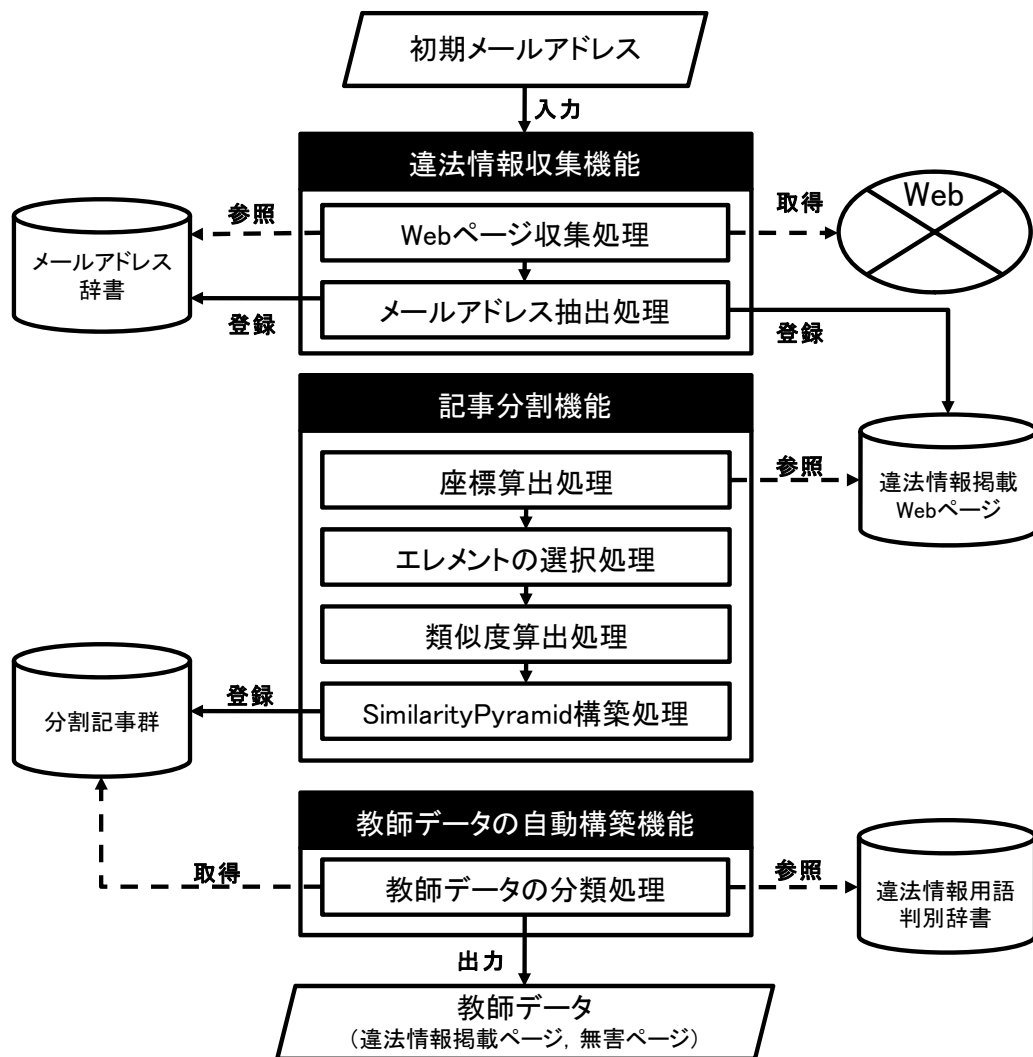 初期メールアドレス
入力
違法情報収集機能
参照
取得
Web
Webページ収集処理
メールアドレス
辞書
メールアドレス抽出処理
登録
登録
記事分割機能
座標算出処理
参照
違法情報掲載
Webページ
エレメントの選択処理
類似度算出処理
登録
SimilarityPyramid構築処理
分割記事群
教師データの自動構築機能
取得
教師データの分類処理
参照
違法情報用語
判別辞書
出力
教師データ
（違法情報掲載ページ，無害ページ）